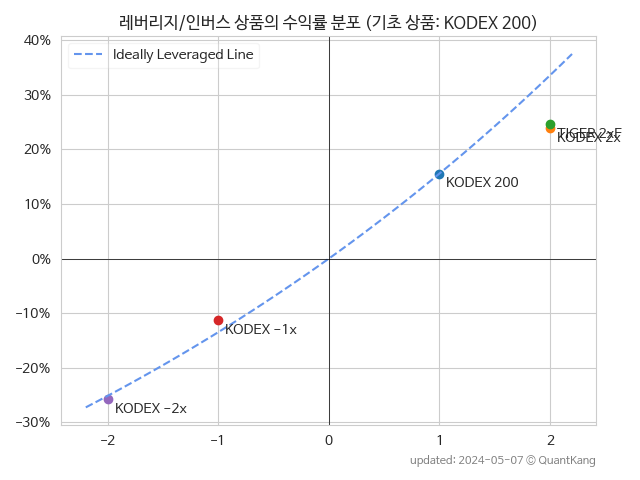 레버리지/인버스 상품의 수익률 분포 (기초 상품: KODEX 200)
40%
Ideally Leveraged Line
30%
TIGER 2xF
KODEX 2x
20%
KODEX 200
10%
0%
-10%
KODEX -1x
-20%
KODEX -2x
-30%
-2
-1
0
1
2
updated: 2024-05-07 © QuantKang